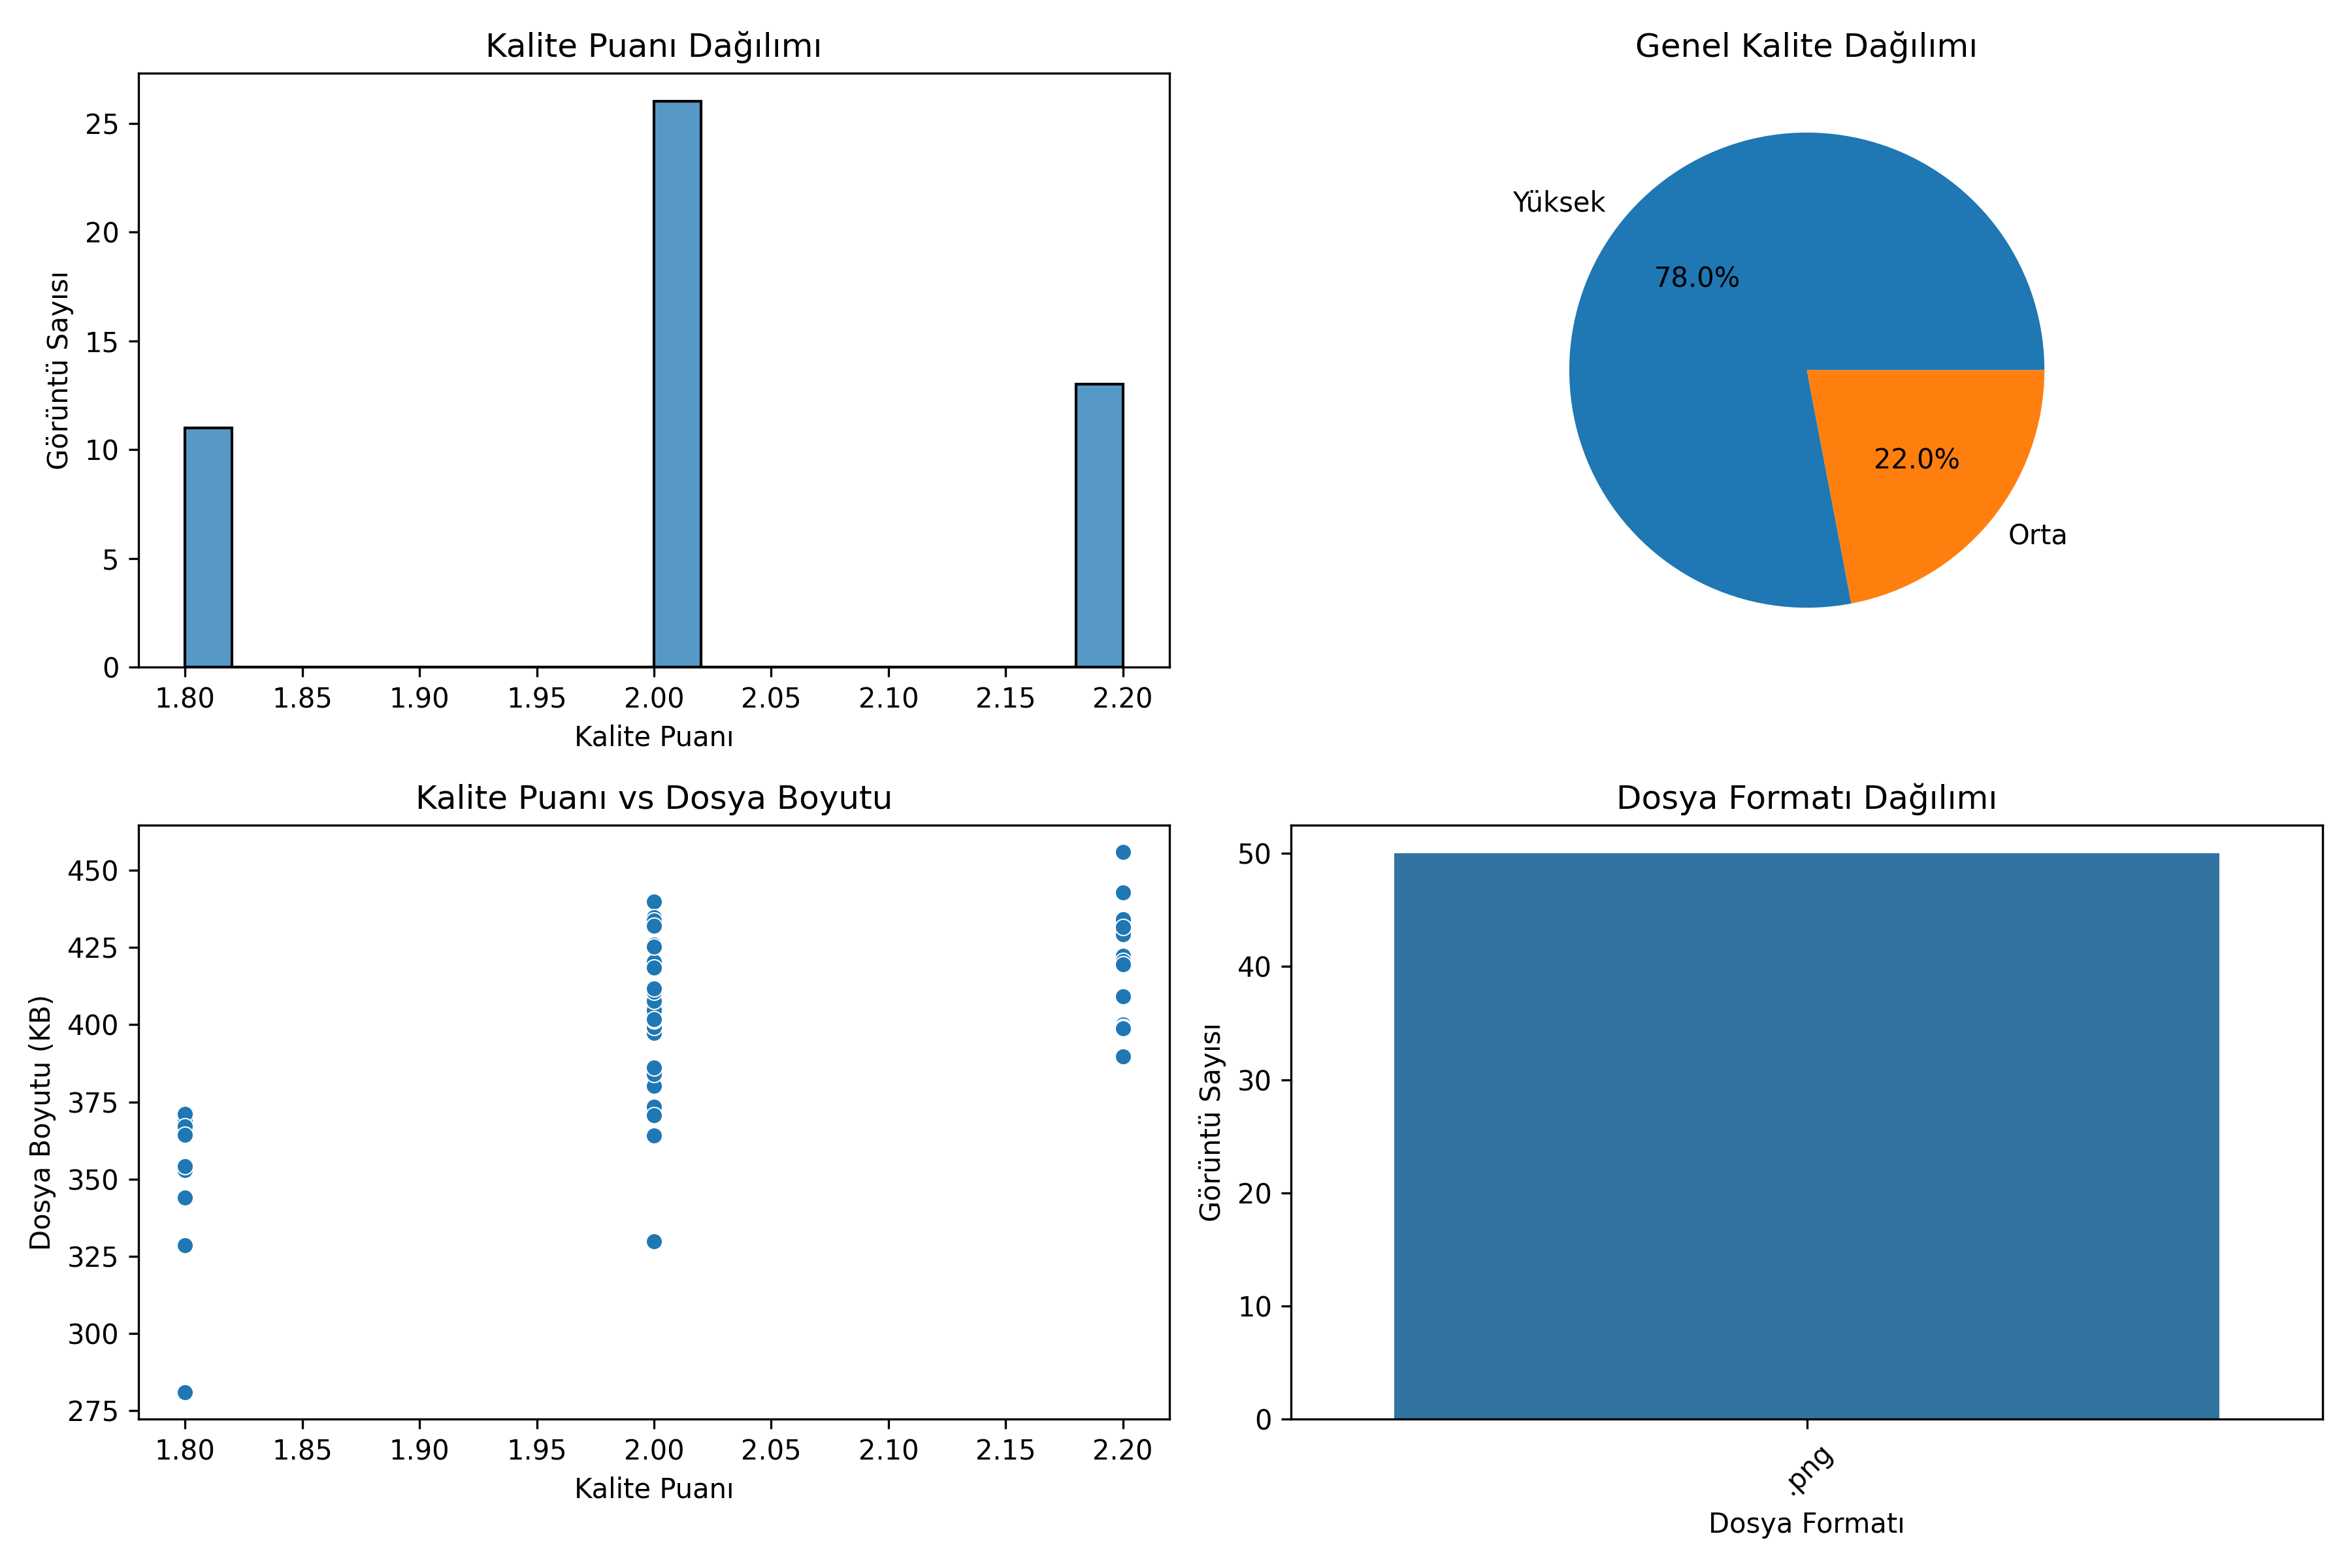 Kalite Puanı Dağılımı
25
20
15
10
5
0
Görüntü Sayısı
1.80 1.85 1.90 1.95 2.00 2.05 2.10 2.15 2.20
Kalite Puanı
Genel Kalite Dağılımı
Yüksek
78.0%
22.0%
Orta
Kalite Puanı vs Dosya Boyutu
450
425
400
375
350
325
300
275
Dosya Boyutu (KB)
1.80 1.85 1.90 1.95 2.00 2.05 2.10 2.15 2.20
Kalite Puanı
Dosya Formatı Dağılımı
50
40
30
20
10
0
Görüntü Sayısı
.png
Dosya Formatı